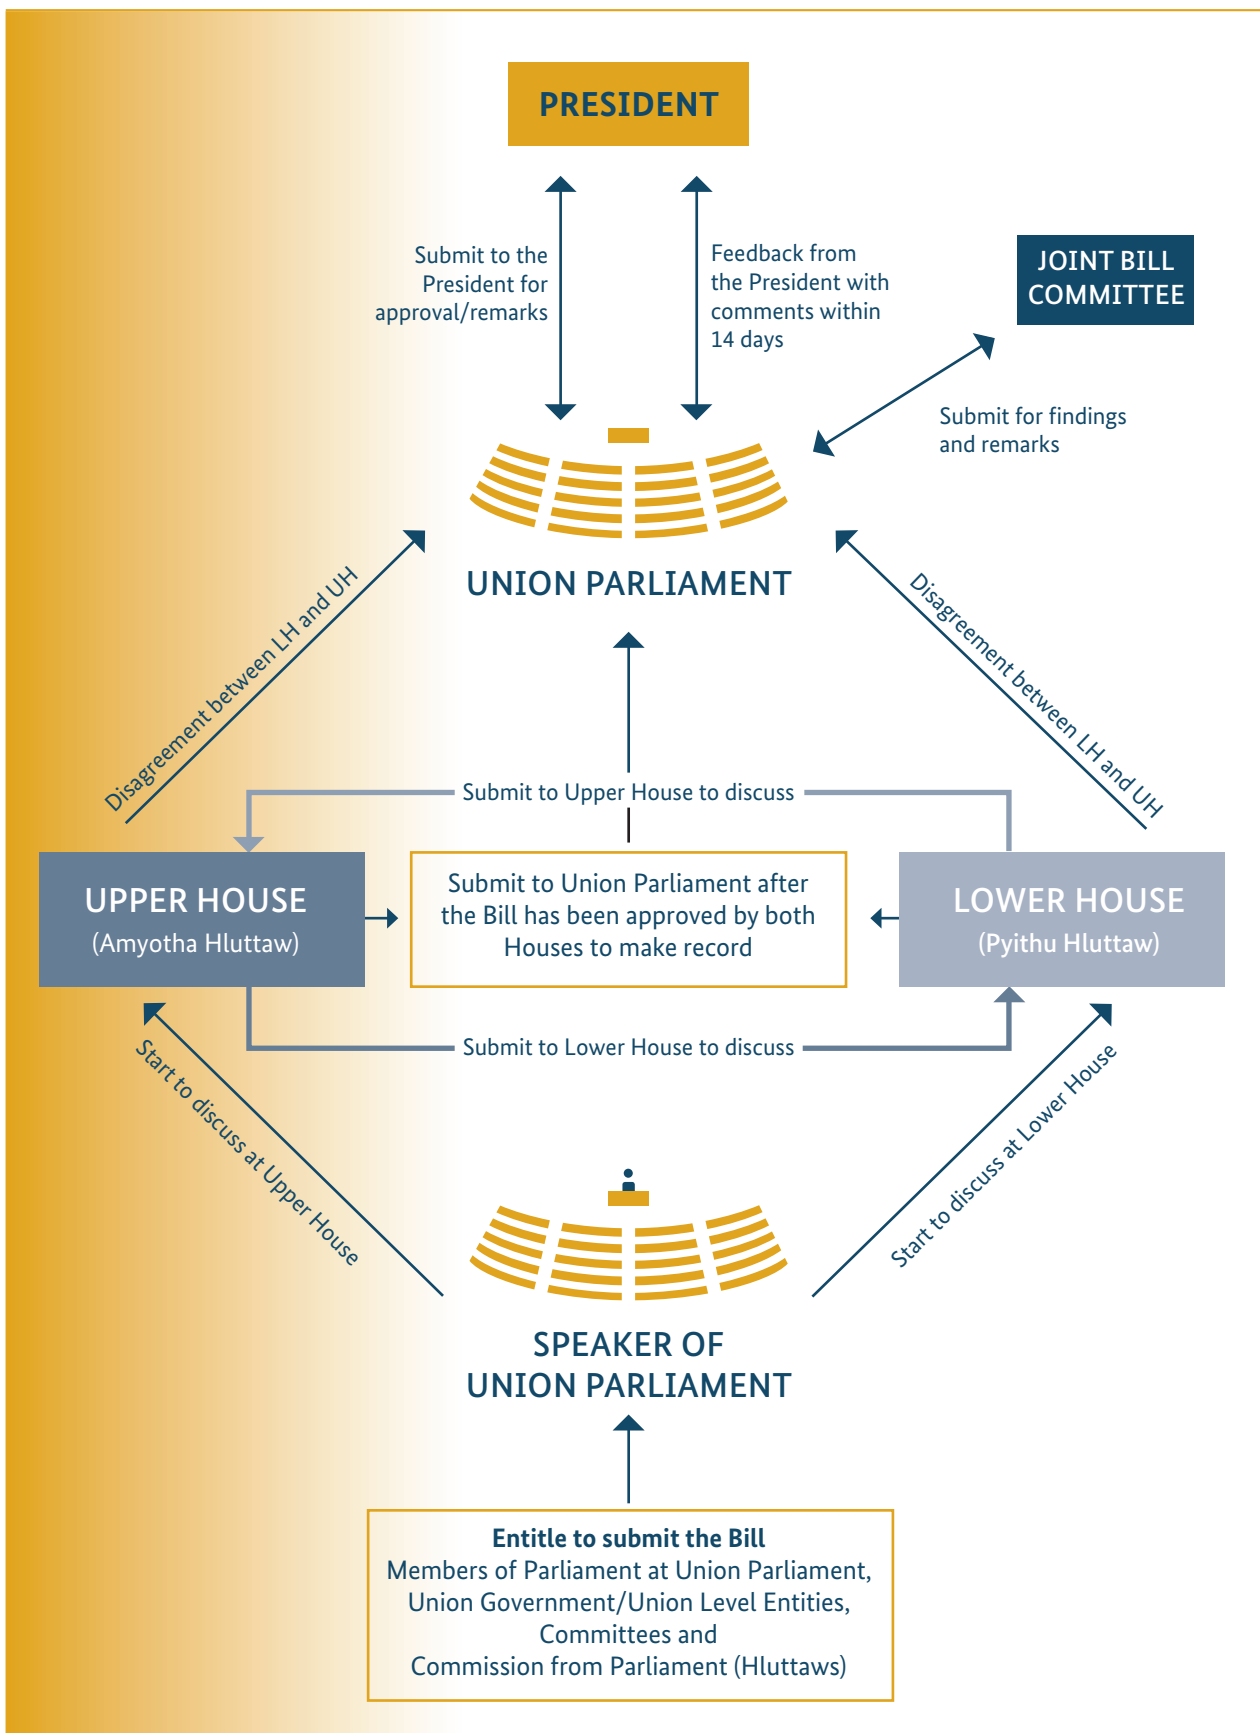 PRESIDENT
Submit to the
President for
approval/remarks
Feedback from
the President with
comments within
14 days
JOINT BILL
COMMITTEE
Submit for findings
and remarks
UNION PARLIAMENT
Disagreement between LH and UH
Disagreement between LH and UH
Submit to Upper House to discuss
UPPER HOUSE
(Amyotha Hluttaw)
Submit to Union Parliament after
the Bill has been approved by both
Houses to make record
LOWER HOUSE
(Pyithu Hluttaw)
Submit to Lower House to discuss
Start to discuss at Upper House
Start to discuss at Lower House
SPEAKER OF
UNION PARLIAMENT
Entitle to submit the Bill
Members of Parliament at Union Parliament,
Union Government/Union Level Entities,
Committees and
Commission from Parliament (Hluttaws)